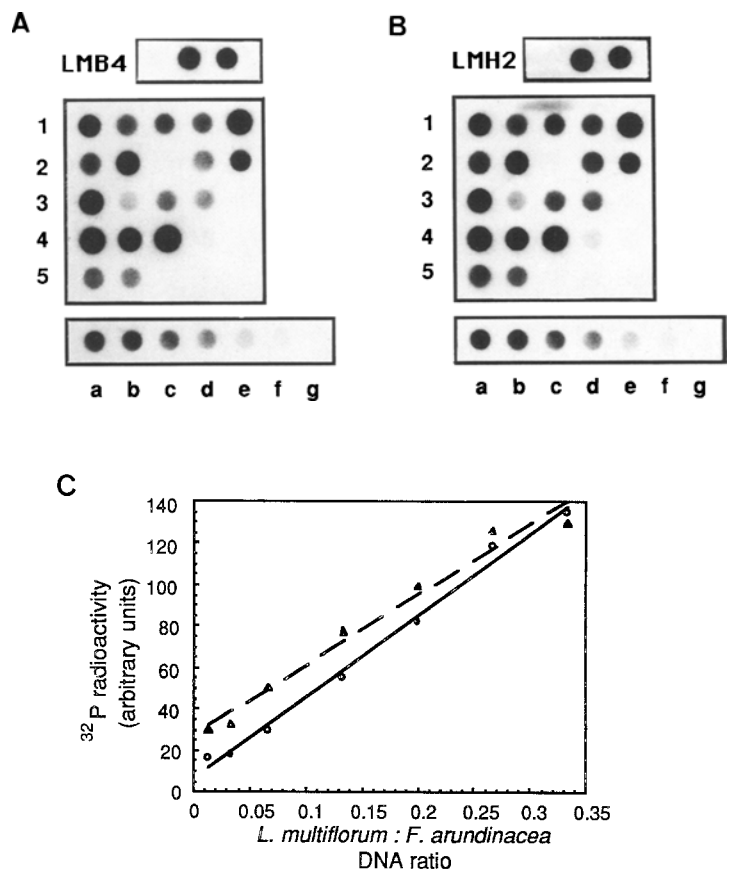 A
LMB4
1
2
3
4
5
a b c d e f g
B
LMH2
1
2
3
4
5
a b c d e f g
C
140
120
100
80
60
40
20
0
32P radioactivity
(arbitrary units)
0 0.05 0.1 0.15 0.2 0.25 0.3 0.35
L. multiflorum : F. arundinacea
DNA ratio